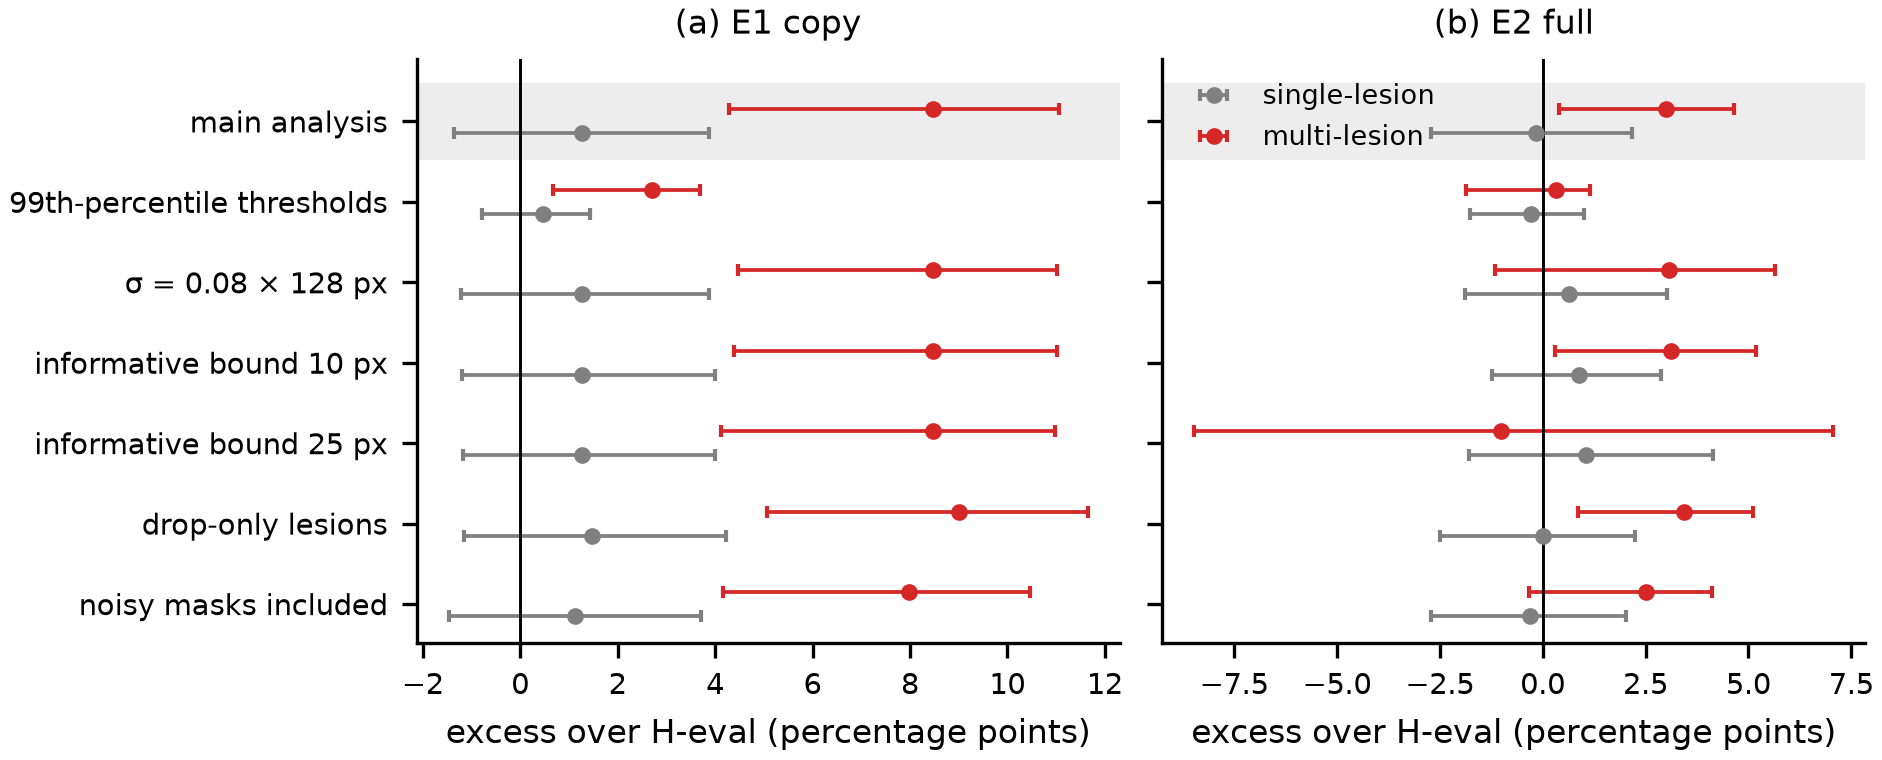 (a) E1 copy
(b) E2 full
main analysis
99th-percentile thresholds
σ = 0.08 × 128 px
informative bound 10 px
informative bound 25 px
drop-only lesions
noisy masks included
single-lesion
multi-lesion
−2 0 2 4 6 8 10 12
−7.5 −5.0 −2.5 0.0 2.5 5.0 7.5
excess over H-eval (percentage points)
excess over H-eval (percentage points)